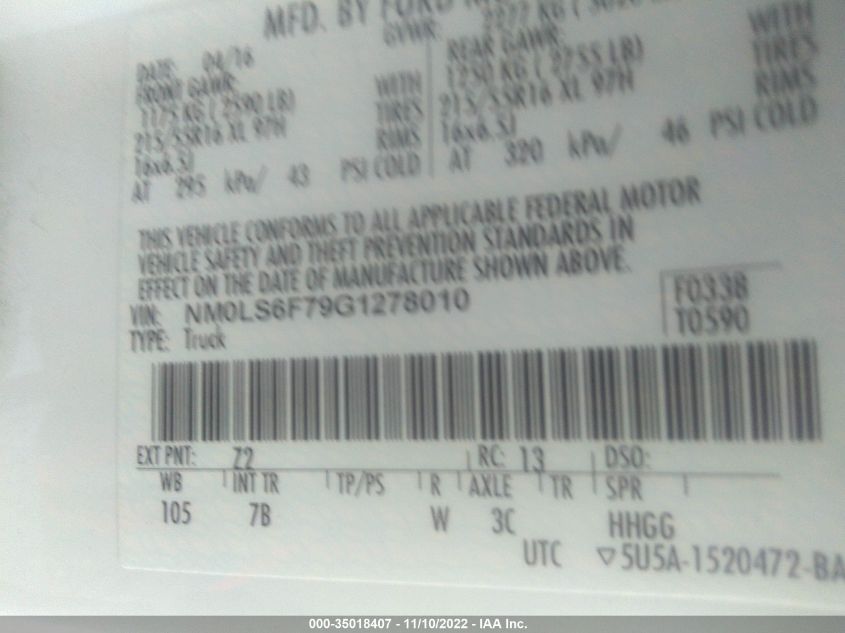 MFD. BY FORD
GVWR: 2277 KG (
DATE: 04/16
FRONT GAWR: REAR GAWR: WITH
1175 KG ( 2590 LB) WITH 1250 KG ( 2755 LB) TIRES
215/55R16 XL 97H TIRES 215/55R16 XL 97H RIMS
16x6.5J RIMS 16x6.5J
AT 295 kPa/ 43 PSI COLD AT 320 kPa/ 46 PSI COLD
THIS VEHICLE CONFORMS TO ALL APPLICABLE FEDERAL MOTOR
VEHICLE SAFETY AND THEFT PREVENTION STANDARDS IN
EFFECT ON THE DATE OF MANUFACTURE SHOWN ABOVE.
VIN: NM0LS6F79G1278010 F0338
TYPE: Truck T0590
EXT PNT: Z2 RC: 13 DSO:
WB INT TR TP/PS R AXLE TR SPR
105 7B W 3C HHGG
UTC ▽5U5A-1520472-BA
000-35018407 - 11/10/2022 - IAA Inc.